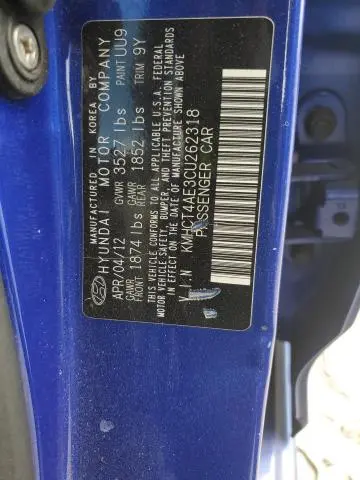 MANUFACTURED IN KOREA BY
HYUNDAI MOTOR COMPANY
APR/04/12 GVWR 3527 lbs PAINT UU9
GAWR FRONT 1874 lbs GAWR REAR 1852 lbs TRIM 9Y
THIS VEHICLE CONFORMS TO ALL APPLICABLE U.S.A. FEDERAL
MOTOR VEHICLE SAFETY, BUMPER, AND THEFT PREVENTION STANDARDS
IN EFFECT ON THE DATE OF MANUFACTURE SHOWN ABOVE.
V.I.N KMHCT4AE3CU262318
PASSENGER CAR